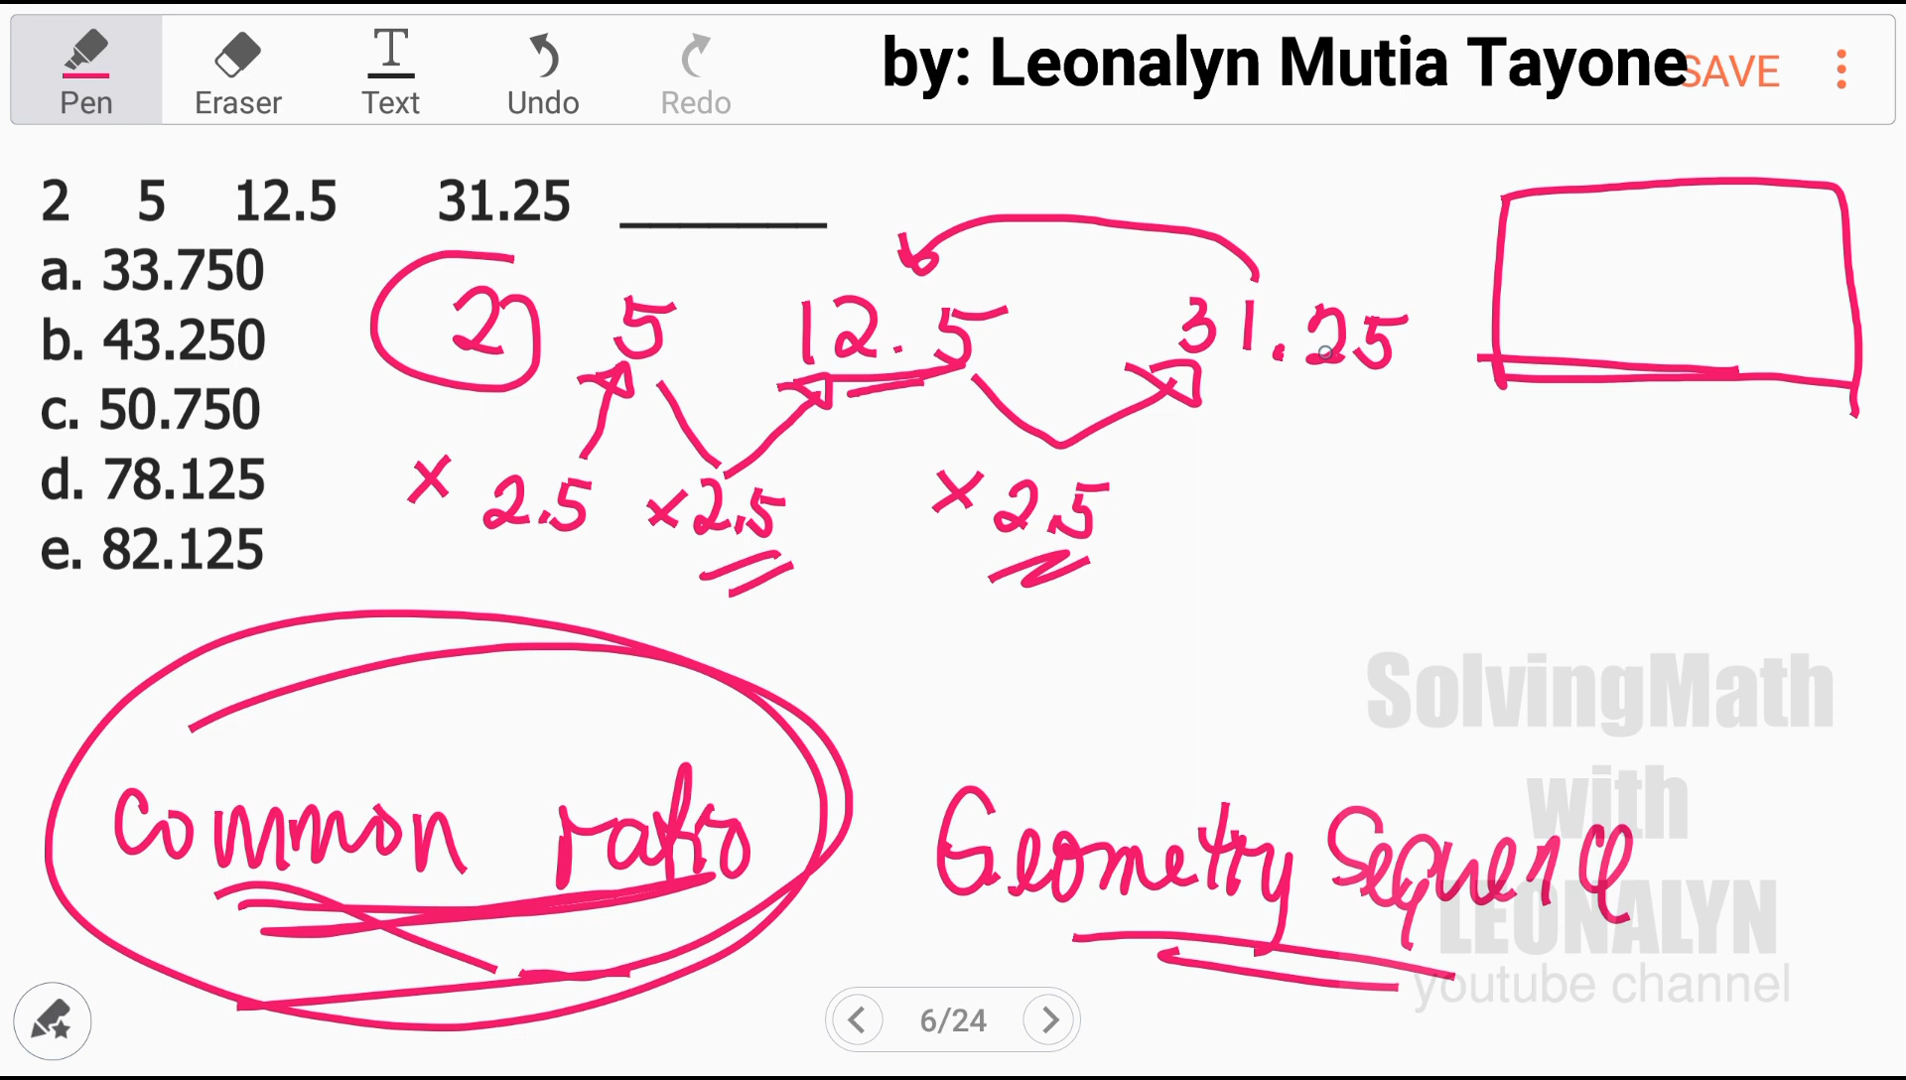 by: Leonalyn Mutia Tayone
SAVE
Pen Eraser Text Undo Redo
2 5 12.5 31.25 ________
a. 33.750
b. 43.250
c. 50.750
d. 78.125
e. 82.125
2 5 12.5 31.25
× 2.5 ×2.5 × 2.5
common ratio
Geometry Sequence
SolvingMath
with
LEONALYN
youtube channel
6/24